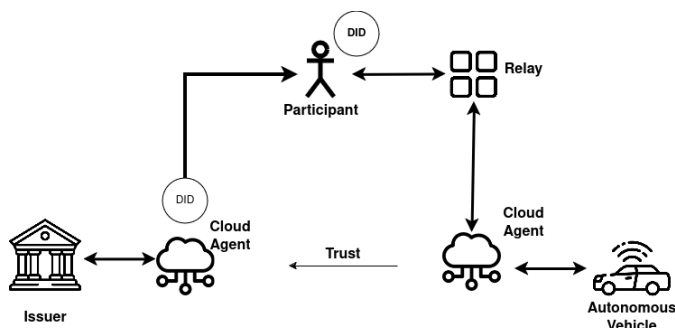 DID
Relay
Participant
DID
Cloud
Agent
Cloud
Agent
Trust
Issuer
Autonomous
Vehicle